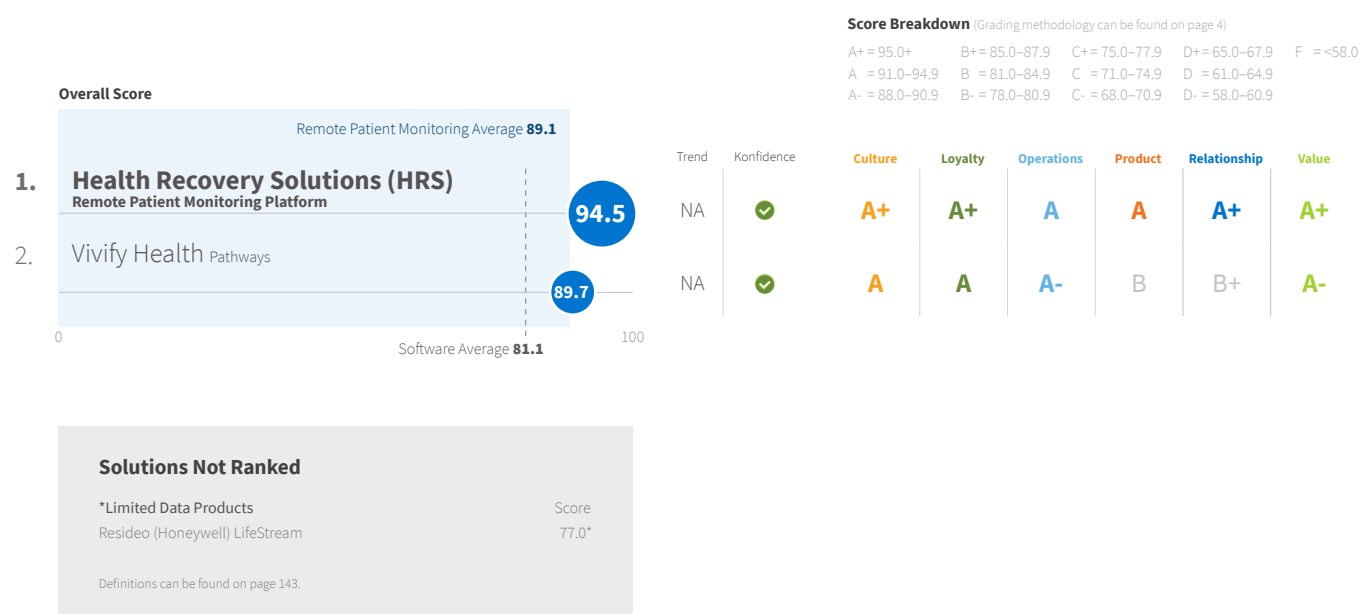 Score Breakdown (Grading methodology can be found on page 4)
A+ = 95.0+ B+ = 85.0–87.9 C+ = 75.0–77.9 D+ = 65.0–67.9 F = <58.0
A = 91.0–94.9 B = 81.0–84.9 C = 71.0–74.9 D = 61.0–64.9
A- = 88.0–90.9 B- = 78.0–80.9 C- = 68.0–70.9 D- = 58.0–60.9
Overall Score
Remote Patient Monitoring Average 89.1
Trend Konfidence Culture Loyalty Operations Product Relationship Value
1. Health Recovery Solutions (HRS)
Remote Patient Monitoring Platform
94.5 NA A+ A+ A A A+ A+
2. Vivify Health Pathways
89.7 NA A A A- B B+ A-
0 100
Software Average 81.1
Solutions Not Ranked
*Limited Data Products Score
Resideo (Honeywell) LifeStream 77.0*
Definitions can be found on page 143.